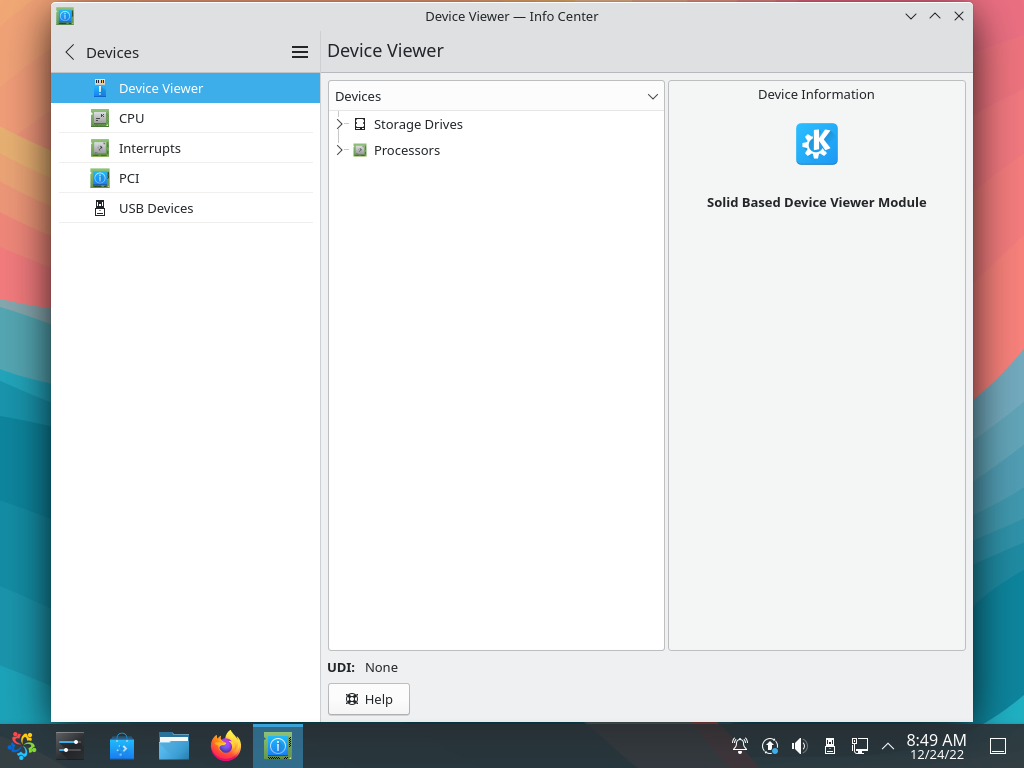 Device Viewer — Info Center
Devices
Device Viewer
Device Viewer
CPU
Interrupts
PCI
USB Devices
Devices
Storage Drives
Processors
Device Information
Solid Based Device Viewer Module
UDI: None
Help
8:49 AM
12/24/22